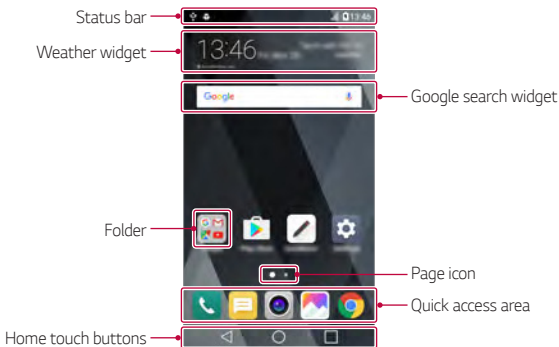 Status bar
13:46
Weather widget
13:46
Google
Google search widget
Folder
Page icon
Quick access area
Home touch buttons